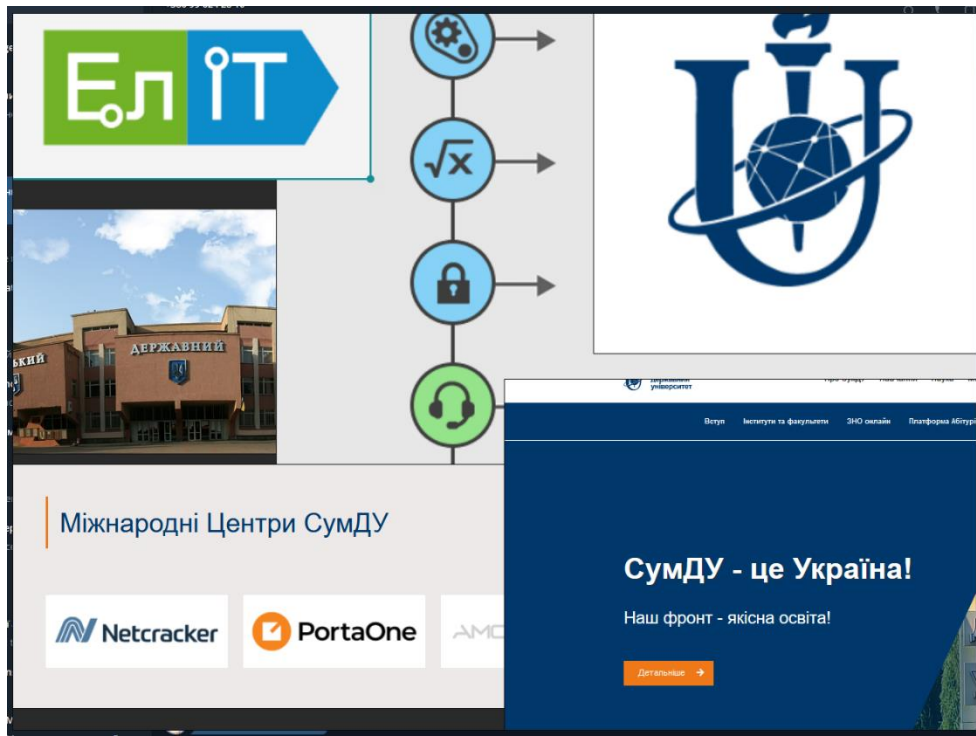 ЕлІТ
√x
ДЕРЖАВНИЙ
університет
Вступ Інститути та факультети ЗНО онлайн Платформа
Міжнародні Центри СумДУ
СумДУ - це Україна!
Наш фронт - якісна освіта!
Netcracker
PortaOne
Детальніше